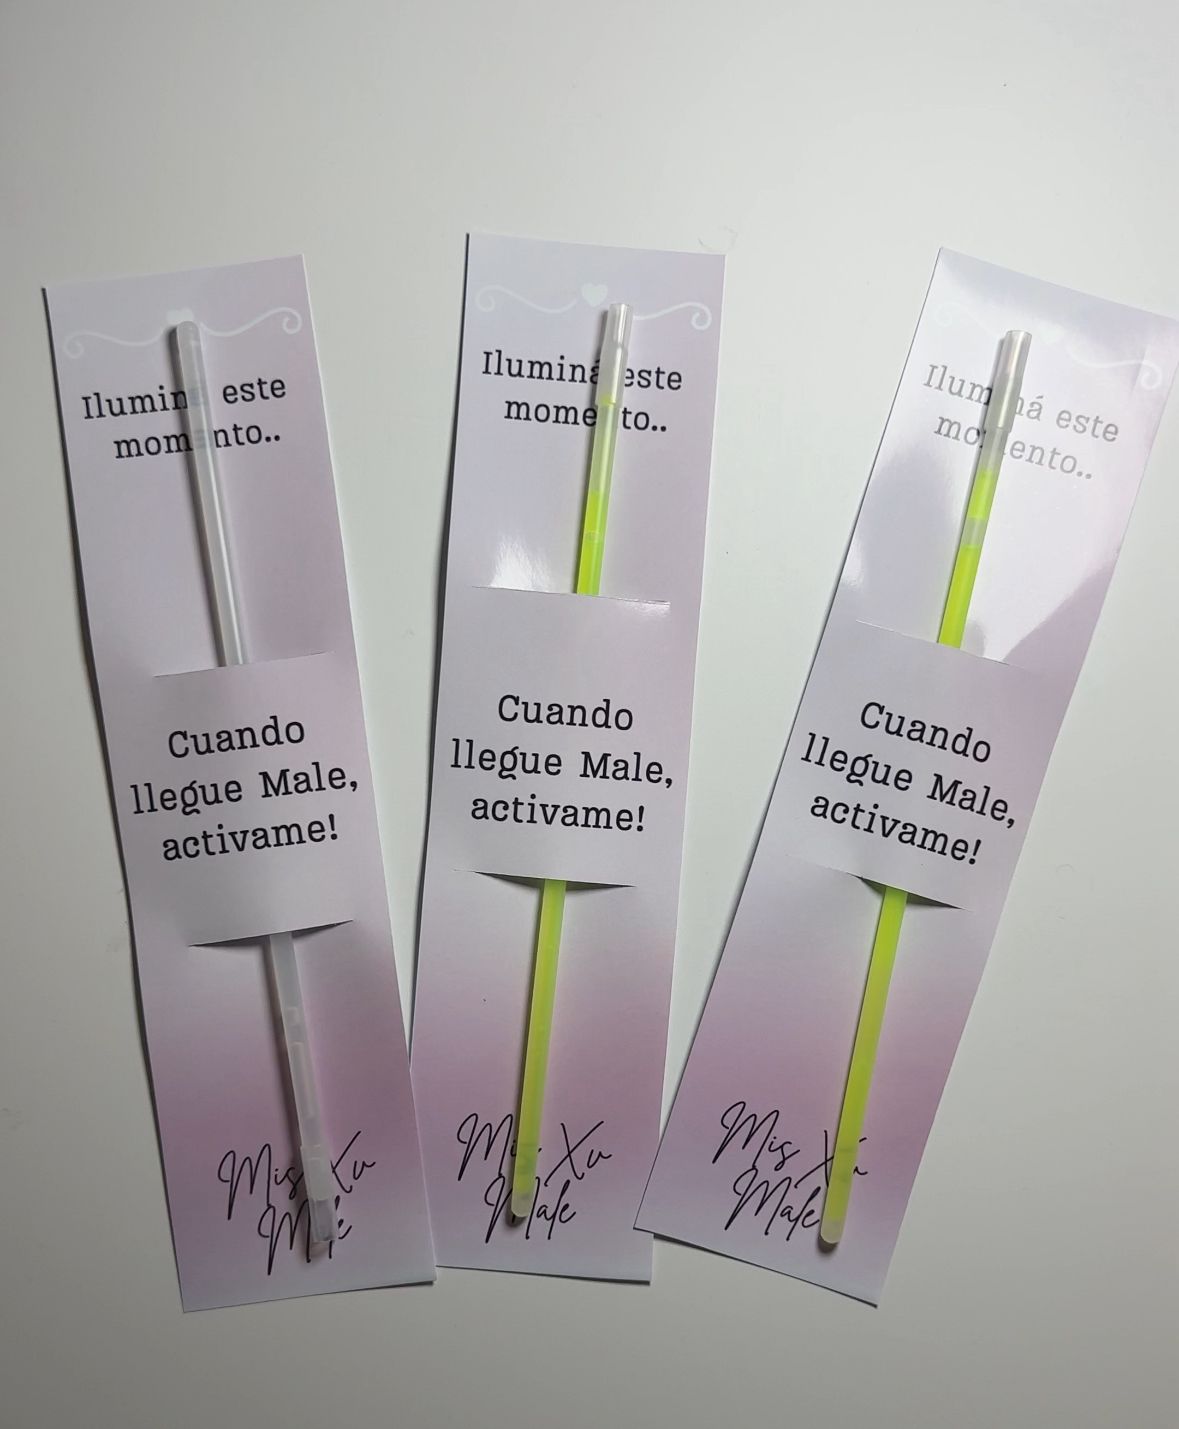 Iluminá este
momento..
Cuando
llegue Male,
activame!
Mis Xv
Male
Iluminá este
momento..
Cuando
llegue Male,
activame!
Mis Xv
Male
Iluminá este
momento..
Cuando
llegue Male,
activame!
Mis Xv
Male